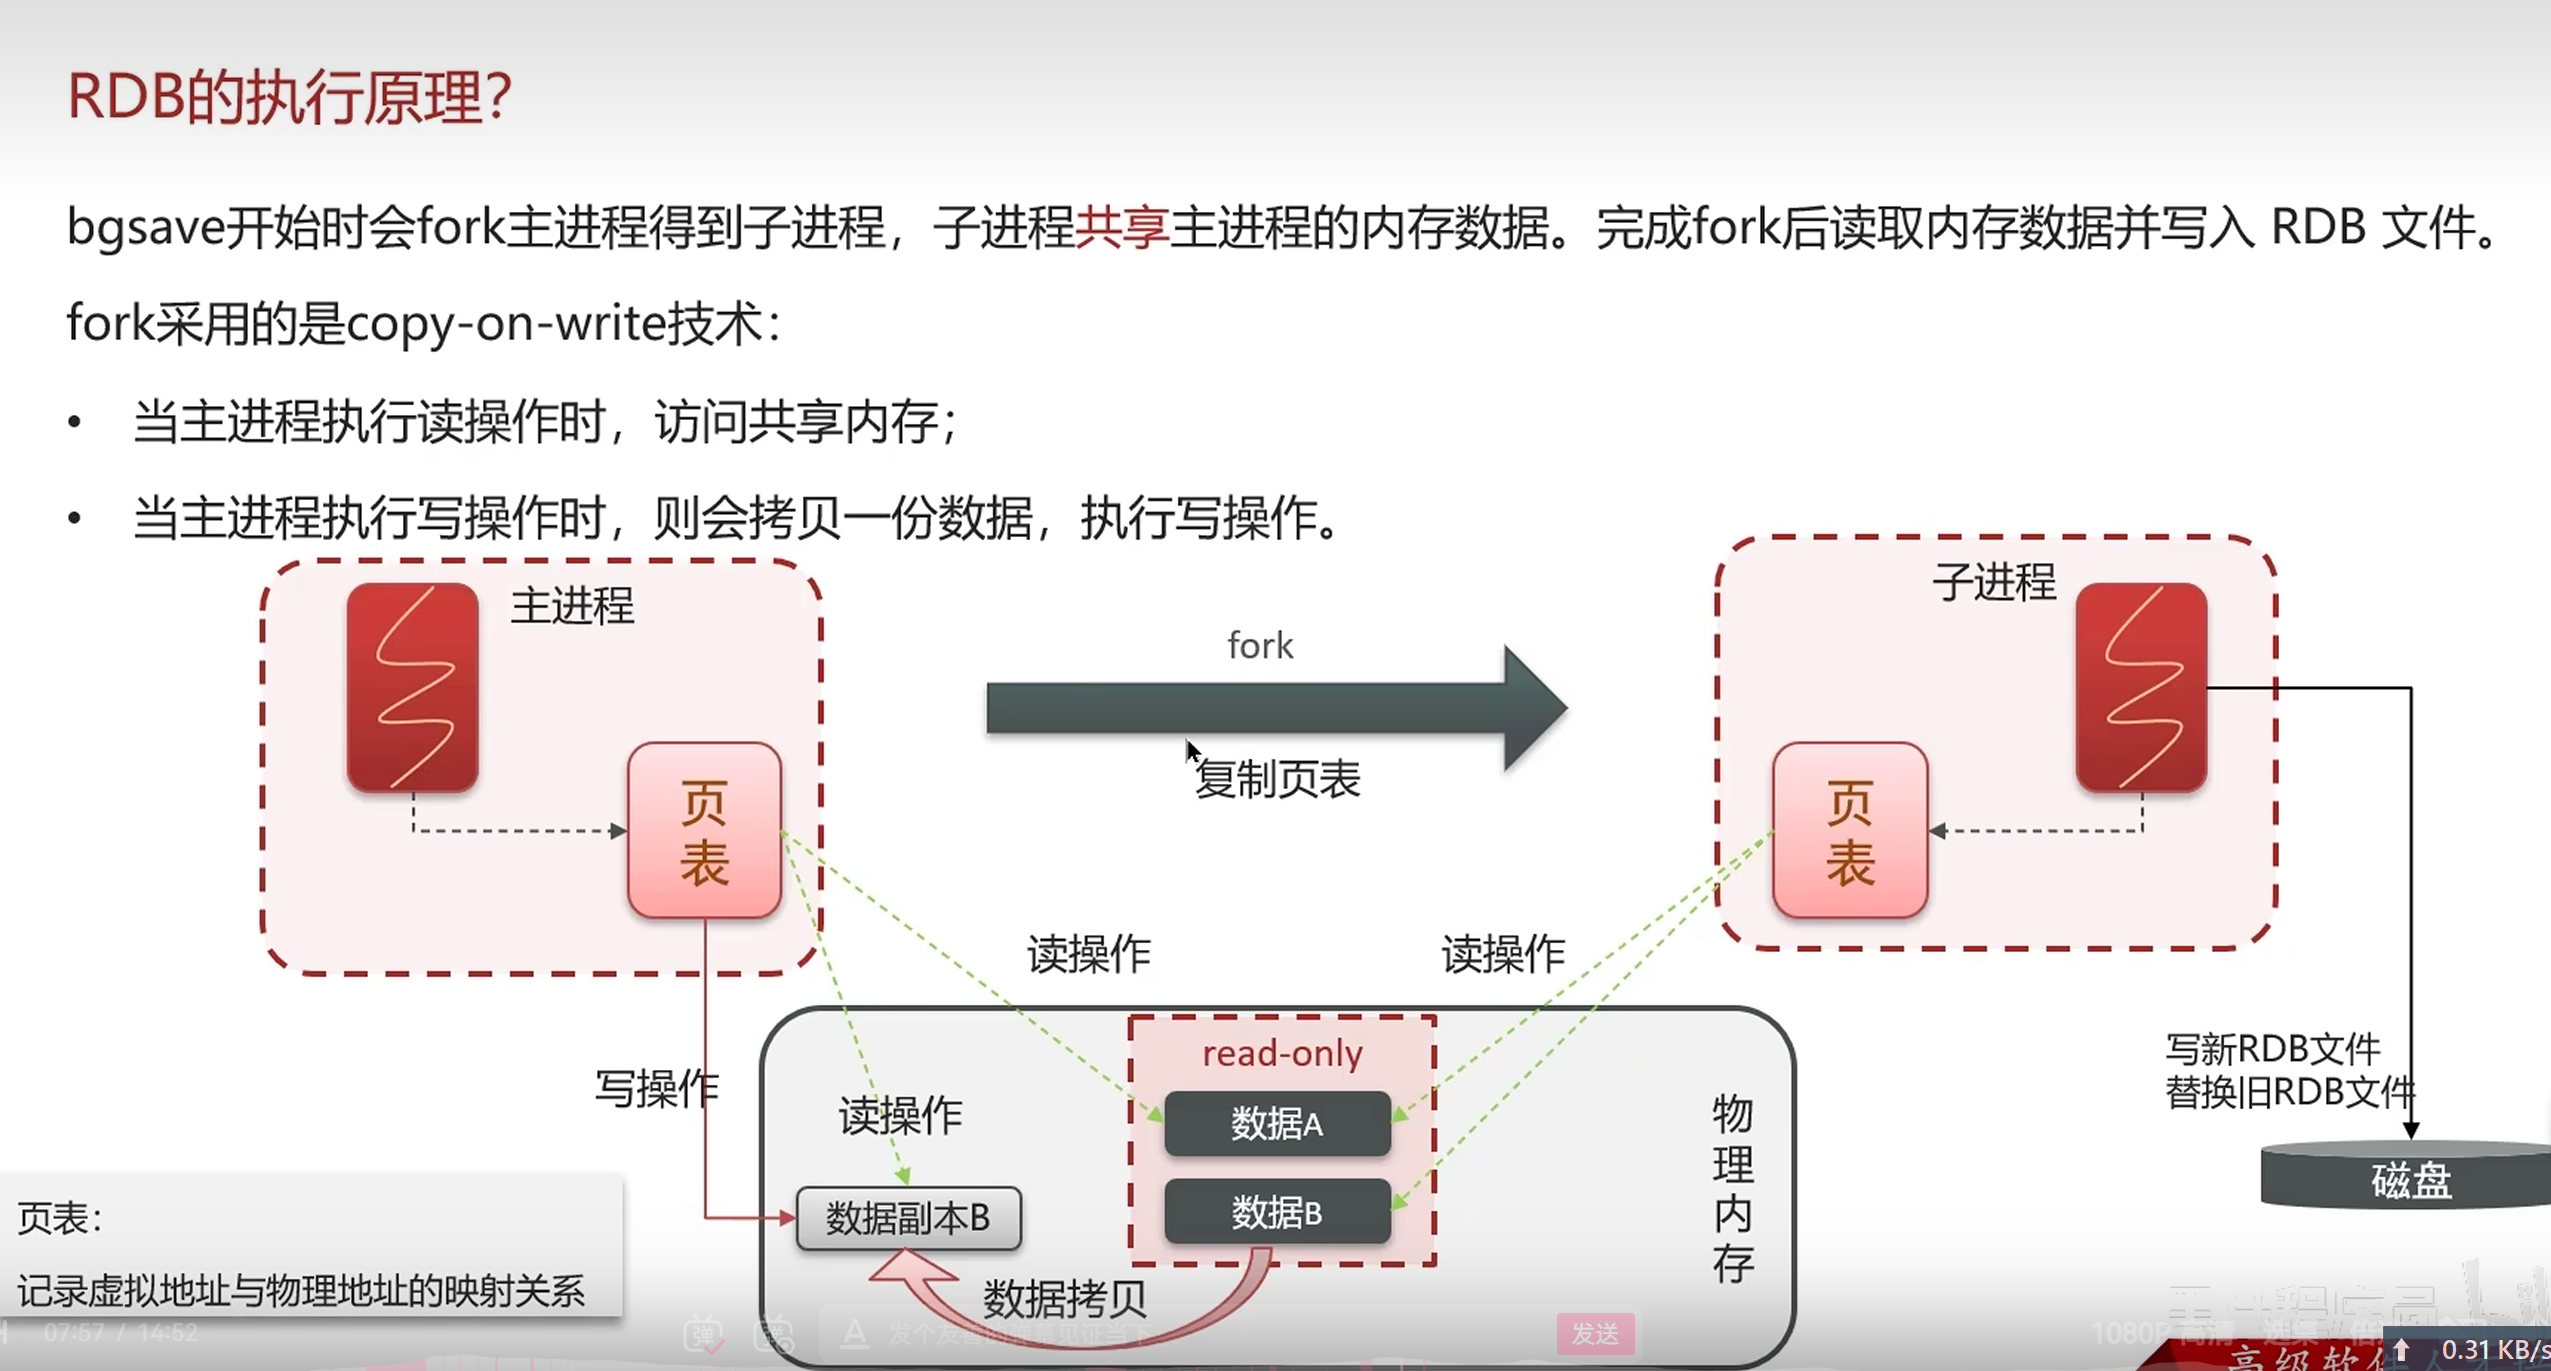 RDB的执行原理?
bgsave开始时会fork主进程得到子进程，子进程共享主进程的内存数据。完成fork后读取内存数据并写入 RDB 文件。
fork采用的是copy-on-write技术：
• 当主进程执行读操作时，访问共享内存；
• 当主进程执行写操作时，则会拷贝一份数据，执行写操作。
主进程
页表
fork
复制页表
子进程
页表
读操作
读操作
写操作
读操作
read-only
数据A
数据B
数据副本B
数据拷贝
物理内存
写新RDB文件
替换旧RDB文件
磁盘
页表：
记录虚拟地址与物理地址的映射关系
07:57 / 14:52
弹
弹
发送
1080P 高清
选集
高级软件
0.31 KB/s